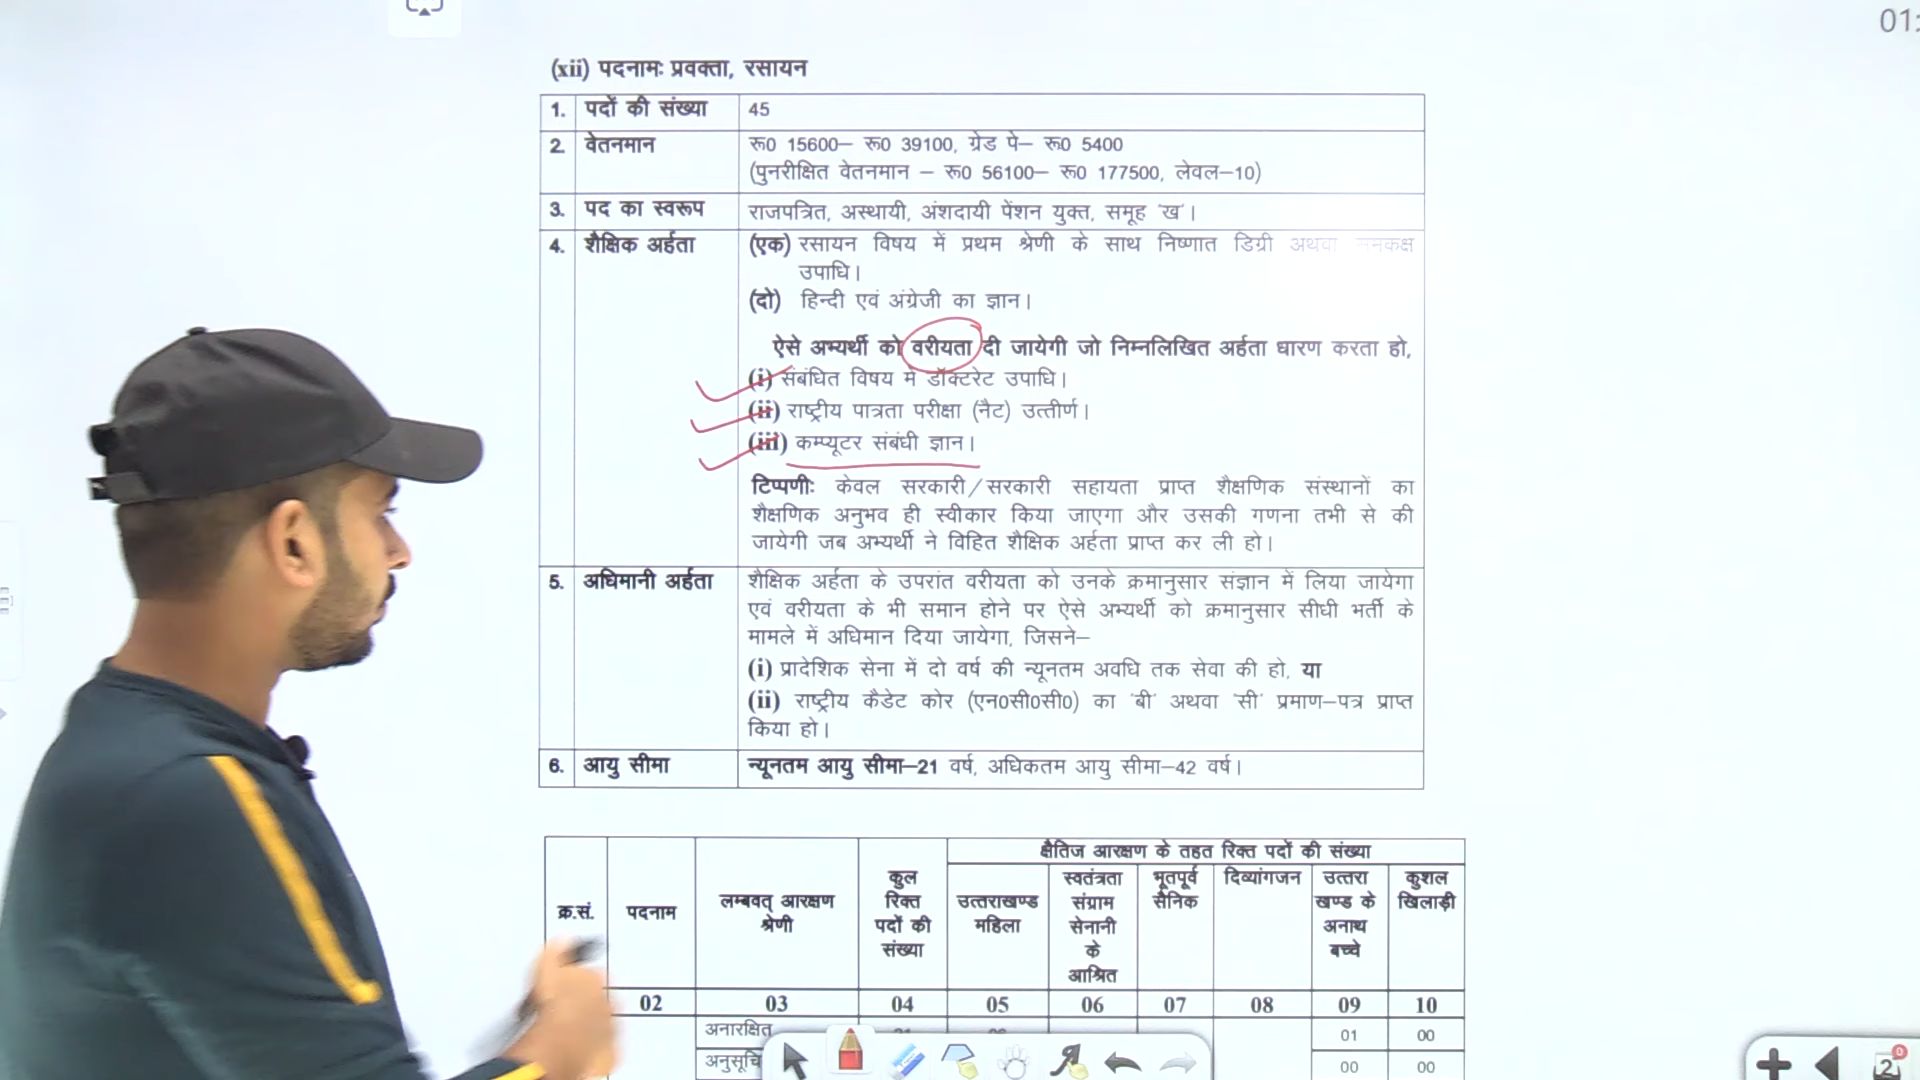 01:
(xii) पदनामः प्रवक्ता, रसायन
1. पदों की संख्या 45
2. वेतनमान रू0 15600– रू0 39100, ग्रेड पे– रू0 5400
(पुनरीक्षित वेतनमान – रू0 56100– रू0 177500, लेवल–10)
3. पद का स्वरूप राजपत्रित, अस्थायी, अंशदायी पेंशन युक्त, समूह 'ख'।
4. शैक्षिक अर्हता (एक) रसायन विषय में प्रथम श्रेणी के साथ निष्णात डिग्री अथवा समकक्ष
उपाधि।
(दो) हिन्दी एवं अंग्रेजी का ज्ञान।
ऐसे अभ्यर्थी को वरीयता दी जायेगी जो निम्नलिखित अर्हता धारण करता हो,
(i) संबंधित विषय में डॉक्टरेट उपाधि।
(ii) राष्ट्रीय पात्रता परीक्षा (नैट) उत्तीर्ण।
(iii) कम्प्यूटर संबंधी ज्ञान।
टिप्पणीः केवल सरकारी/सरकारी सहायता प्राप्त शैक्षणिक संस्थानों का
शैक्षणिक अनुभव ही स्वीकार किया जाएगा और उसकी गणना तभी से की
जायेगी जब अभ्यर्थी ने विहित शैक्षिक अर्हता प्राप्त कर ली हो।
5. अधिमानी अर्हता शैक्षिक अर्हता के उपरांत वरीयता को उनके क्रमानुसार संज्ञान में लिया जायेगा
एवं वरीयता के भी समान होने पर ऐसे अभ्यर्थी को क्रमानुसार सीधी भर्ती के
मामले में अधिमान दिया जायेगा, जिसने–
(i) प्रादेशिक सेना में दो वर्ष की न्यूनतम अवधि तक सेवा की हो, या
(ii) राष्ट्रीय कैडेट कोर (एन0सी0सी0) का 'बी' अथवा 'सी' प्रमाण–पत्र प्राप्त
किया हो।
6. आयु सीमा न्यूनतम आयु सीमा–21 वर्ष, अधिकतम आयु सीमा–42 वर्ष।
क्र.सं. पदनाम लम्बवत् आरक्षण श्रेणी कुल रिक्त पदों की संख्या क्षैतिज आरक्षण के तहत रिक्त पदों की संख्या
उत्तराखण्ड महिला स्वतंत्रता संग्राम सेनानी के आश्रित भूतपूर्व सैनिक दिव्यांगजन उत्तरा खण्ड के अनाथ बच्चे कुशल खिलाड़ी
02 03 04 05 06 07 08 09 10
अनारक्षित 01 00
अनुसूचि 00 00
2